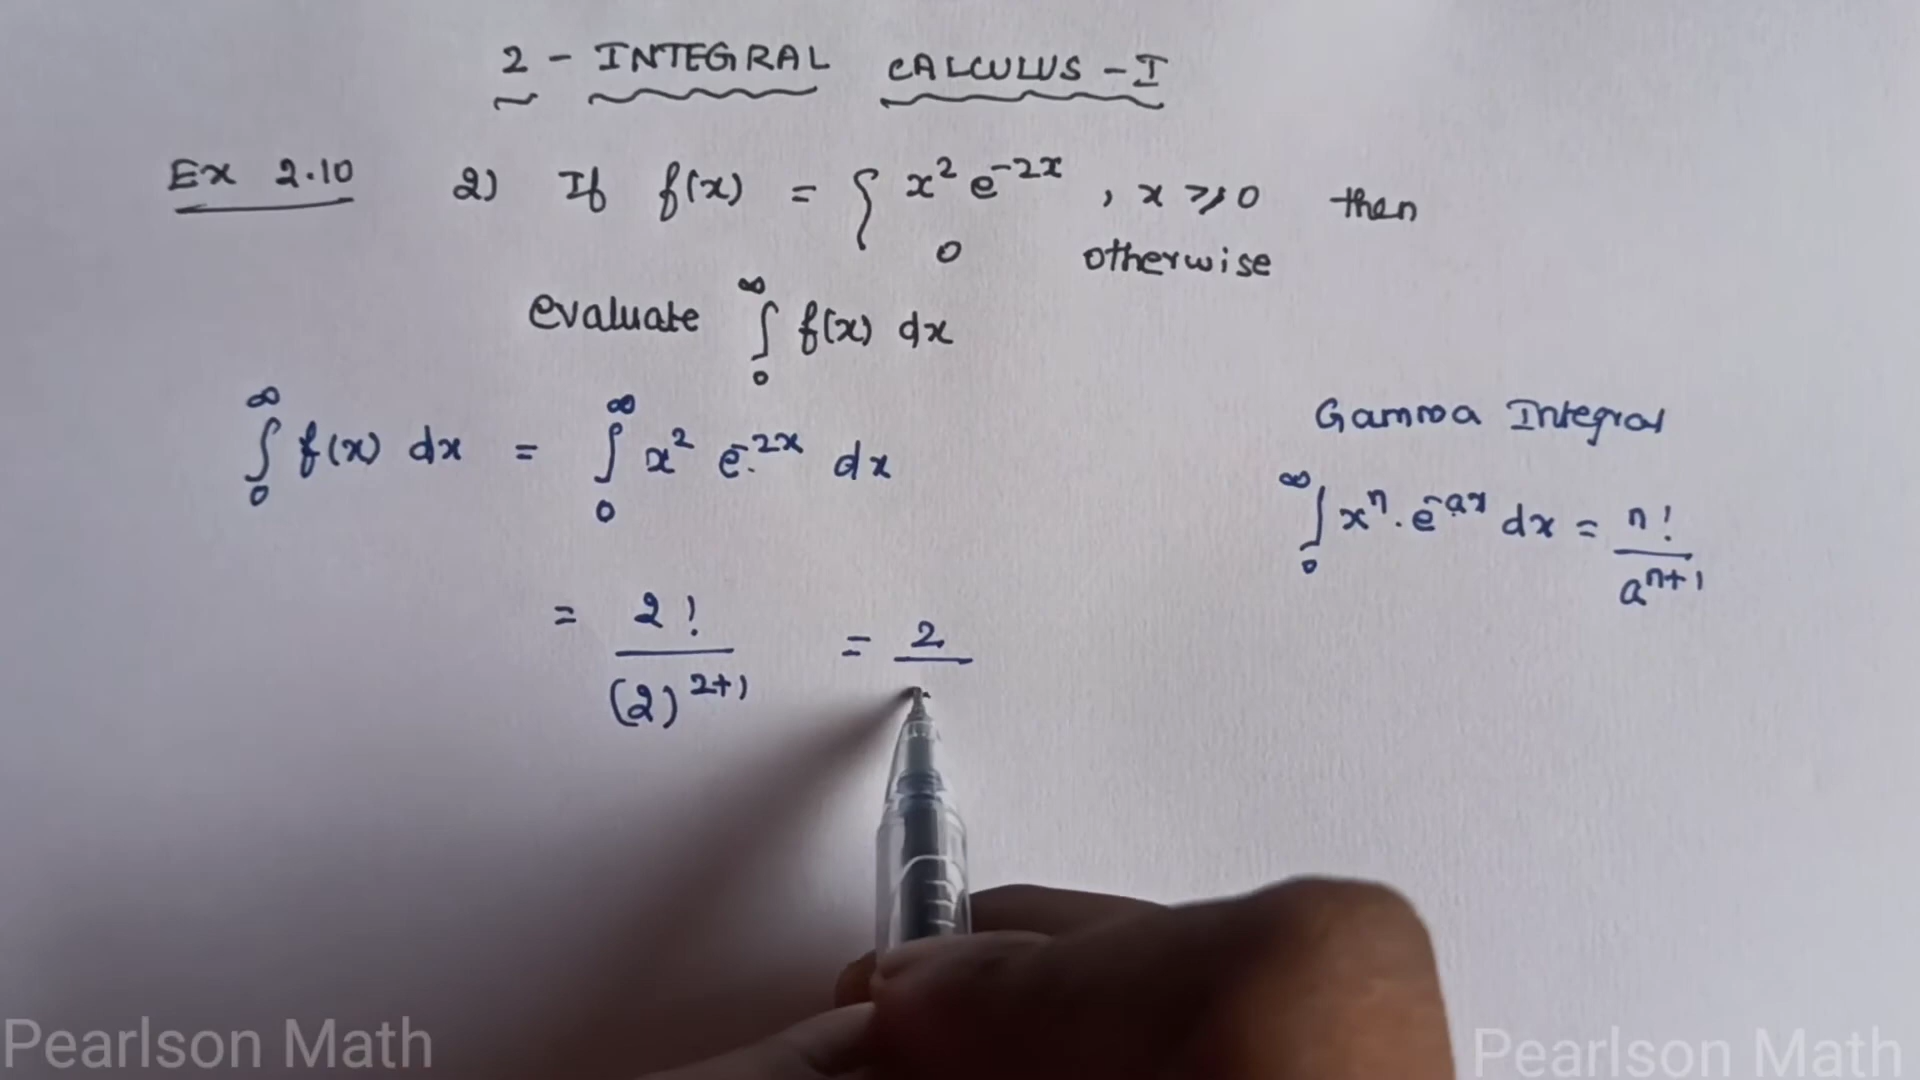 2 - INTEGRAL CALCULUS - I
Ex 2.10 2) If f(x) = { x² e^{-2x} , x ≥ 0 then
0 otherwise
evaluate ∫₀^∞ f(x) dx
∫₀^∞ f(x) dx = ∫₀^∞ x² e^{-2x} dx
Gamma Integral
∫₀^∞ xⁿ . e^{-ax} dx = n! / a^{n+1}
= 2! / (2)^{2+1} = 2 /
Pearlson Math
Pearlson Math